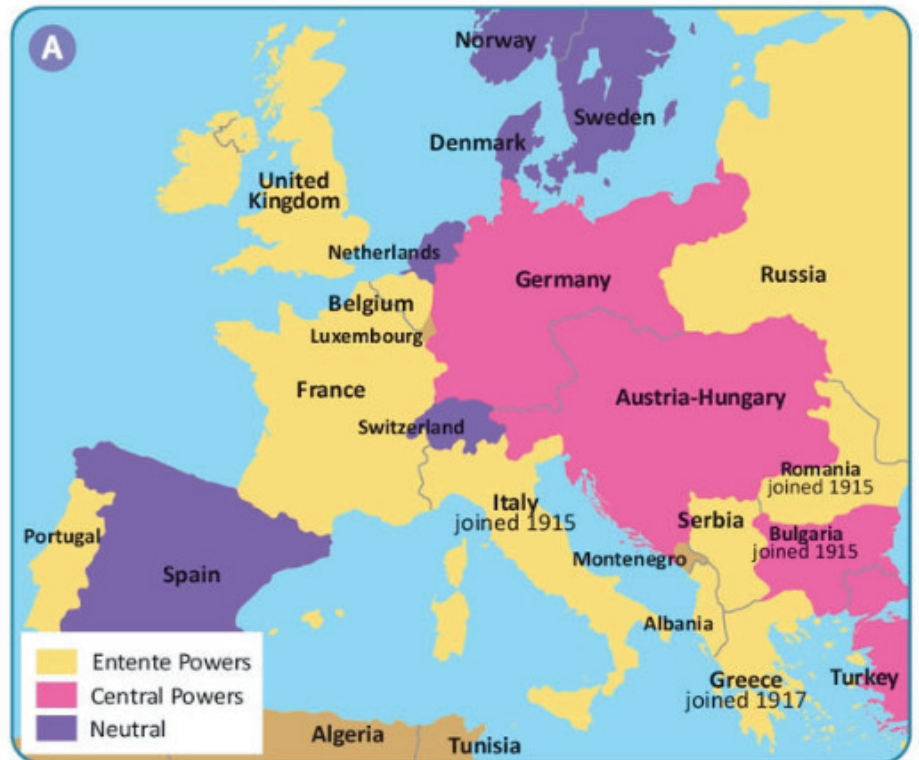 A
Norway
Sweden
Denmark
United
Kingdom
Netherlands
Germany
Russia
Belgium
Luxembourg
France
Austria-Hungary
Switzerland
Romania
joined 1915
Italy
joined 1915
Serbia
Bulgaria
joined 1915
Portugal
Montenegro
Spain
Albania
Greece
joined 1917
Turkey
Entente Powers
Central Powers
Neutral
Algeria
Tunisia